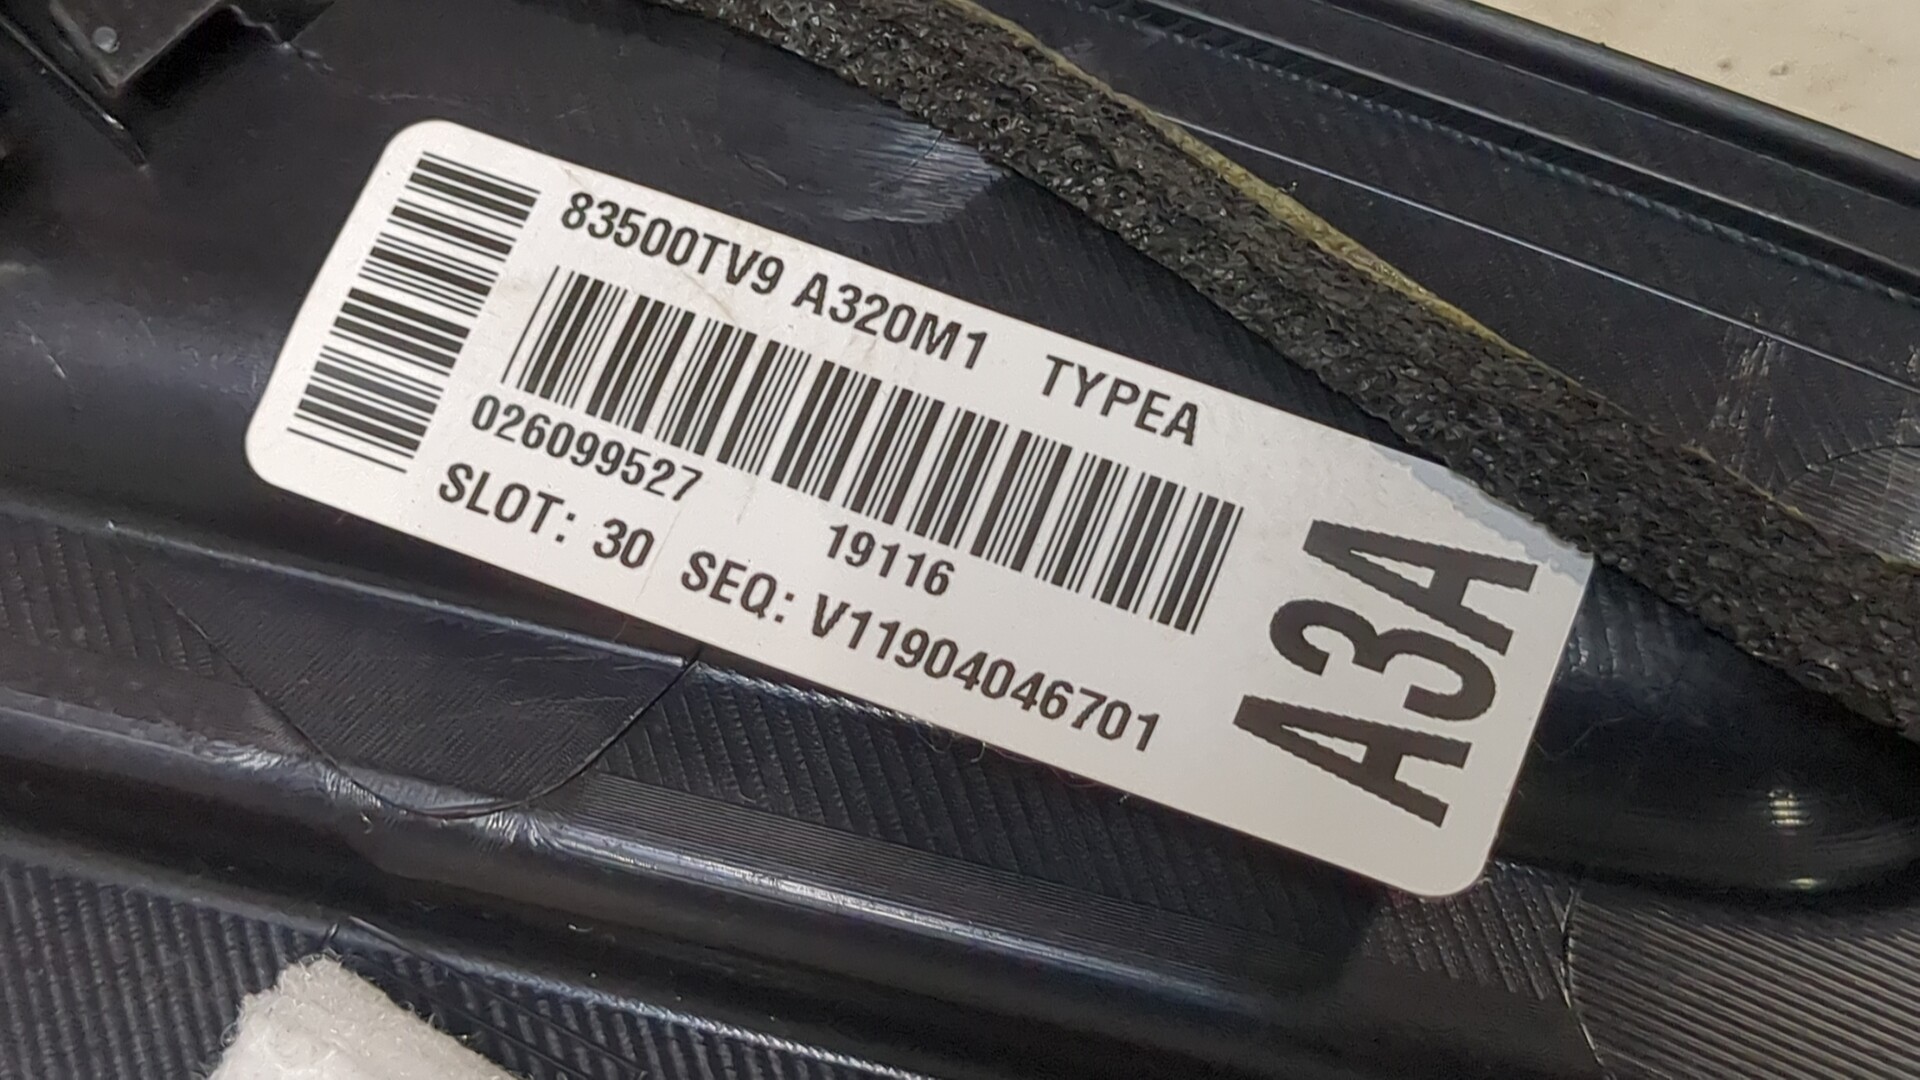 83500TV9 A320M1 TYPEA
026099527
19116
SLOT: 30 SEQ: V11904046701
A3A